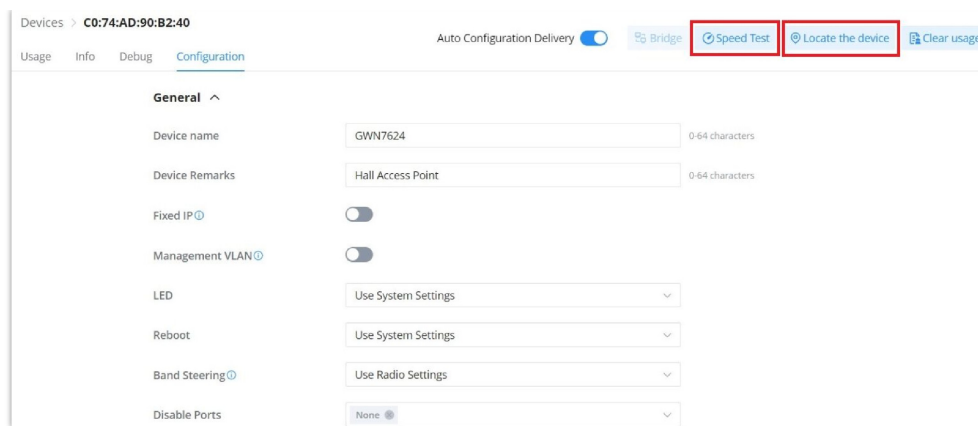 Devices > C0:74:AD:90:B2:40
Auto Configuration Delivery Bridge Speed Test Locate the device Clear usage
Usage Info Debug Configuration
General
Device name GWN7624 0-64 characters
Device Remarks Hall Access Point 0-64 characters
Fixed IP
Management VLAN
LED Use System Settings
Reboot Use System Settings
Band Steering Use Radio Settings
Disable Ports None